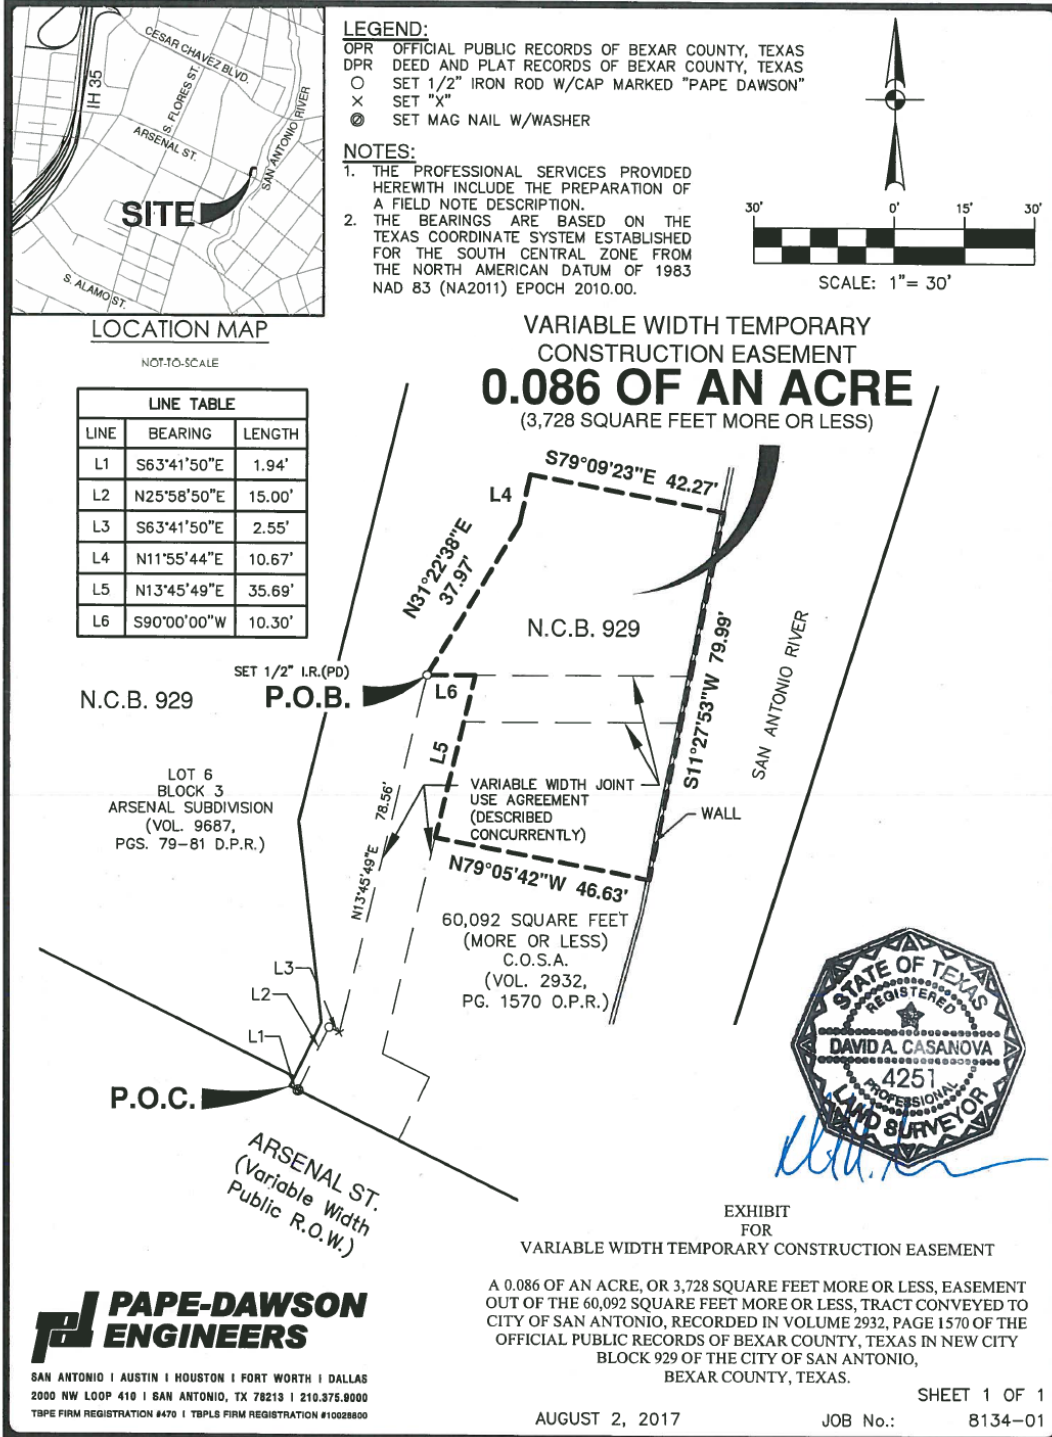 CESAR CHAVEZ BLVD.
IH 35
S. FLORES ST.
ARSENAL ST.
SAN ANTONIO RIVER
SITE
S. ALAMO ST.
LOCATION MAP
NOT-TO-SCALE
LEGEND:
OPR OFFICIAL PUBLIC RECORDS OF BEXAR COUNTY, TEXAS
DPR DEED AND PLAT RECORDS OF BEXAR COUNTY, TEXAS
SET 1/2" IRON ROD W/CAP MARKED "PAPE DAWSON"
SET "X"
SET MAG NAIL W/WASHER
NOTES:
1. THE PROFESSIONAL SERVICES PROVIDED
HEREWITH INCLUDE THE PREPARATION OF
A FIELD NOTE DESCRIPTION.
2. THE BEARINGS ARE BASED ON THE
TEXAS COORDINATE SYSTEM ESTABLISHED
FOR THE SOUTH CENTRAL ZONE FROM
THE NORTH AMERICAN DATUM OF 1983
NAD 83 (NA2011) EPOCH 2010.00.
30' 0' 15' 30'
SCALE: 1"= 30'
VARIABLE WIDTH TEMPORARY
CONSTRUCTION EASEMENT
0.086 OF AN ACRE
(3,728 SQUARE FEET MORE OR LESS)
LINE TABLE
LINE BEARING LENGTH
L1 S63°41'50"E 1.94'
L2 N25°58'50"E 15.00'
L3 S63°41'50"E 2.55'
L4 N11°55'44"E 10.67'
L5 N13°45'49"E 35.69'
L6 S90°00'00"W 10.30'
S79°09'23"E 42.27'
L4
N31°22'38"E
37.97'
N.C.B. 929
S11°27'53"W 79.99'
SAN ANTONIO RIVER
SET 1/2" I.R.(PD)
P.O.B.
L6
N.C.B. 929
L5
LOT 6
BLOCK 3
ARSENAL SUBDIVISION
(VOL. 9687,
PGS. 79-81 D.P.R.)
N13°45'49"E 78.56'
VARIABLE WIDTH JOINT
USE AGREEMENT
(DESCRIBED
CONCURRENTLY)
WALL
N79°05'42"W 46.63'
60,092 SQUARE FEET
(MORE OR LESS)
C.O.S.A.
(VOL. 2932,
PG. 1570 O.P.R.)
L3
L2
L1
P.O.C.
ARSENAL ST.
(Variable Width
Public R.O.W.)
STATE OF TEXAS
REGISTERED
DAVID A. CASANOVA
4251
PROFESSIONAL
LAND SURVEYOR
EXHIBIT
FOR
VARIABLE WIDTH TEMPORARY CONSTRUCTION EASEMENT
A 0.086 OF AN ACRE, OR 3,728 SQUARE FEET MORE OR LESS, EASEMENT
OUT OF THE 60,092 SQUARE FEET MORE OR LESS, TRACT CONVEYED TO
CITY OF SAN ANTONIO, RECORDED IN VOLUME 2932, PAGE 1570 OF THE
OFFICIAL PUBLIC RECORDS OF BEXAR COUNTY, TEXAS IN NEW CITY
BLOCK 929 OF THE CITY OF SAN ANTONIO,
BEXAR COUNTY, TEXAS.
PAPE-DAWSON
ENGINEERS
SAN ANTONIO I AUSTIN I HOUSTON I FORT WORTH I DALLAS
2000 NW LOOP 410 I SAN ANTONIO, TX 78213 I 210.375.9000
TBPE FIRM REGISTRATION #470 I TBPLS FIRM REGISTRATION #10028800
SHEET 1 OF 1
AUGUST 2, 2017 JOB No.: 8134-01